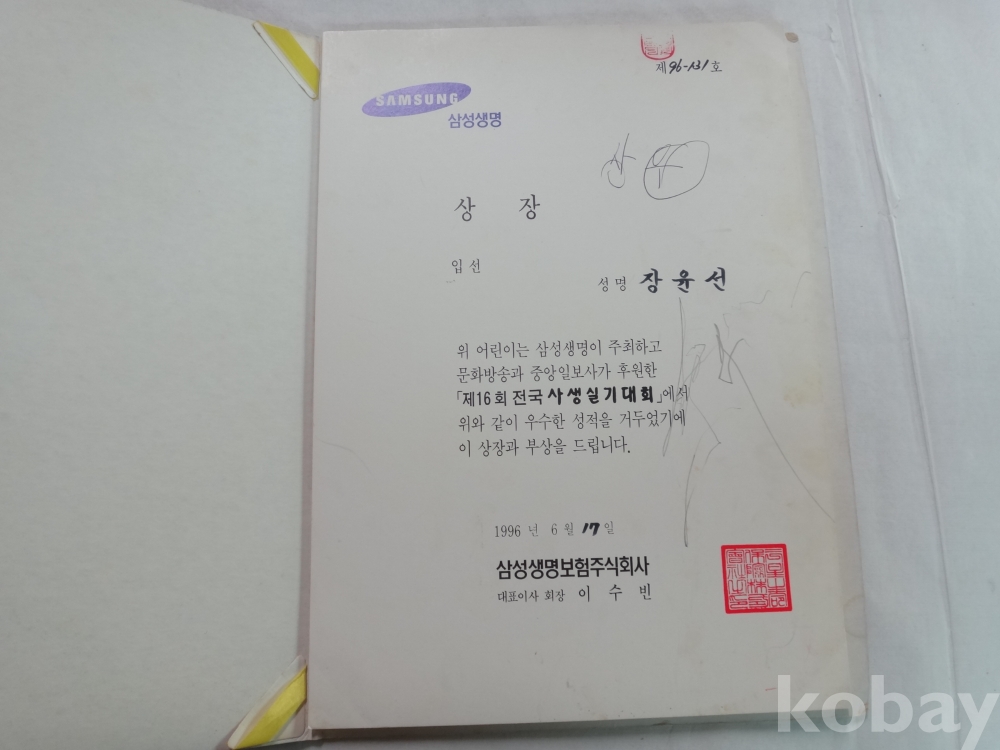 제96-131호
SAMSUNG
삼성생명
상 장
입선
성명 장윤선
위 어린이는 삼성생명이 주최하고
문화방송과 중앙일보사가 후원한
「제16회 전국 사생실기대회」에서
위와 같이 우수한 성적을 거두었기에
이 상장과 부상을 드립니다.
1996 년 6 월 17 일
삼성생명보험주식회사
대표이사 회장 이 수 빈
kobay